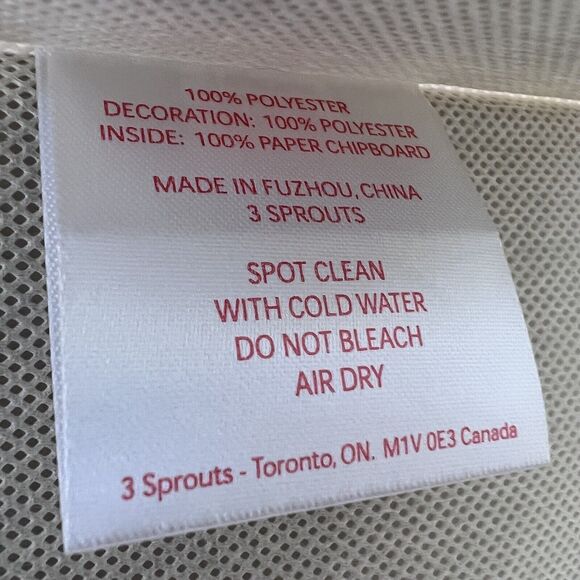 100% POLYESTER
DECORATION: 100% POLYESTER
INSIDE: 100% PAPER CHIPBOARD
MADE IN FUZHOU, CHINA
3 SPROUTS
SPOT CLEAN
WITH COLD WATER
DO NOT BLEACH
AIR DRY
3 Sprouts - Toronto, ON. M1V 0E3 Canada